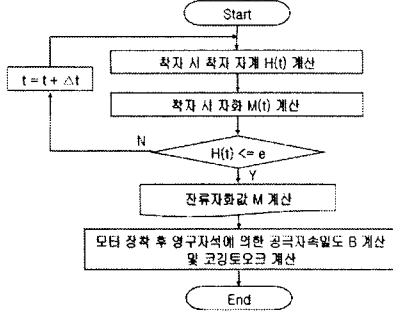 Start
착자 시 착자 자계 H(t) 계산
t = t + △t
착자 시 자화 M(t) 계산
N
H(t) <= e
Y
잔류자화값 M 계산
모터 장착 후 영구자석에 의한 공극자속밀도 B 계산
및 코깅토오크 계산
End